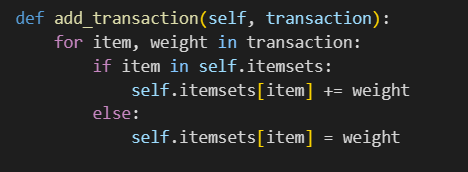 def add_transaction(self, transaction):
    for item, weight in transaction:
        if item in self.itemsets:
            self.itemsets[item] += weight
        else:
            self.itemsets[item] = weight